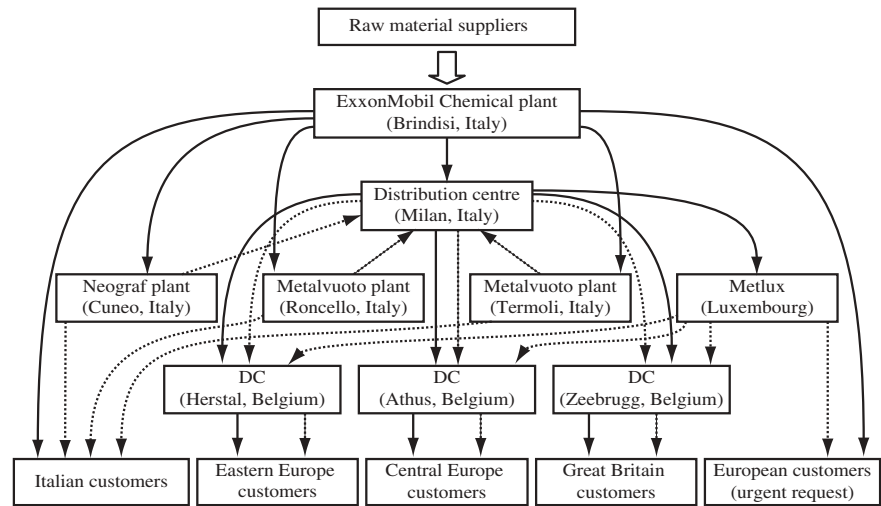 Raw material suppliers
ExxonMobil Chemical plant
(Brindisi, Italy)
Distribution centre
(Milan, Italy)
Neograf plant
(Cuneo, Italy)
Metalvuoto plant
(Roncello, Italy)
Metalvuoto plant
(Termoli, Italy)
Metlux
(Luxembourg)
DC
(Herstal, Belgium)
DC
(Athus, Belgium)
DC
(Zeebrugg, Belgium)
Italian customers
Eastern Europe
customers
Central Europe
customers
Great Britain
customers
European customers
(urgent request)